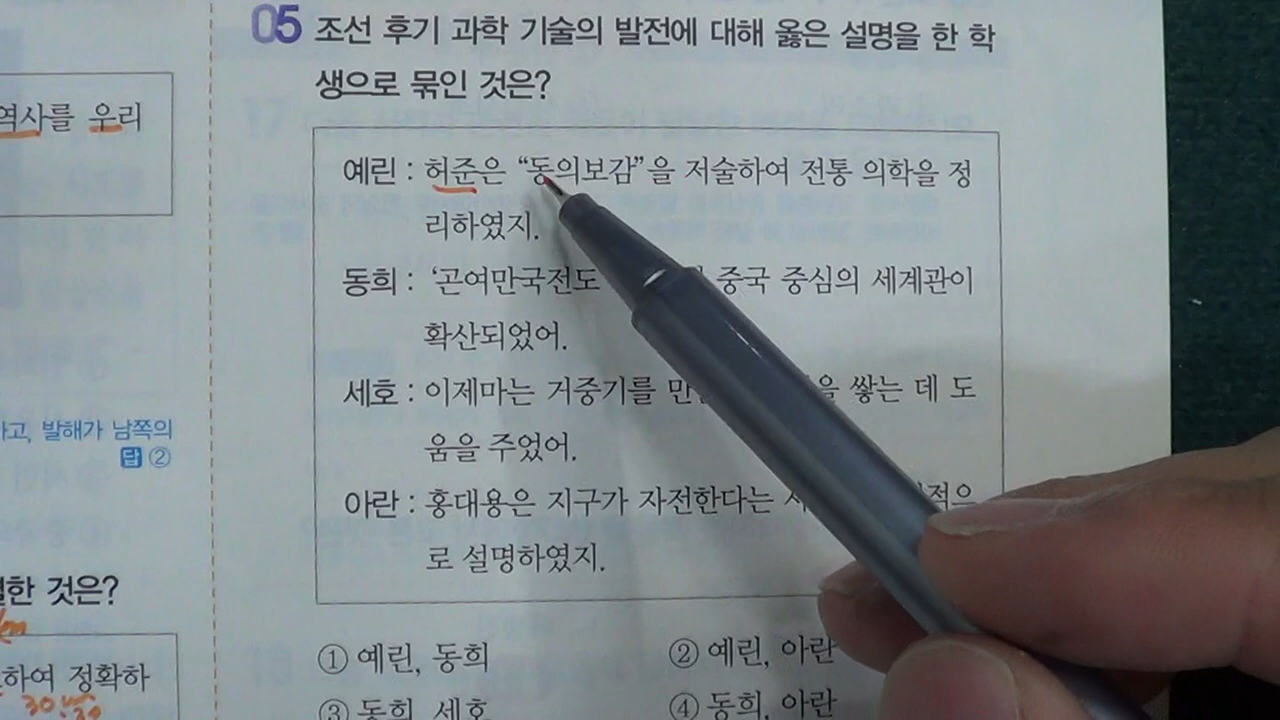 역사를 우리
고, 발해가 남쪽의
답 ②
한 것은?
하여 정확하
05 조선 후기 과학 기술의 발전에 대해 옳은 설명을 한 학
생으로 묶인 것은?
예린 : 허준은 “동의보감”을 저술하여 전통 의학을 정
리하였지.
동희 : ‘곤여만국전도 중국 중심의 세계관이
확산되었어.
세호 : 이제마는 거중기를 쌓는 데 도
움을 주었어.
아란 : 홍대용은 지구가 자전한다는
로 설명하였지.
① 예린, 동희
② 예린, 아란
③ 동희, 세호
④ 동희, 아란